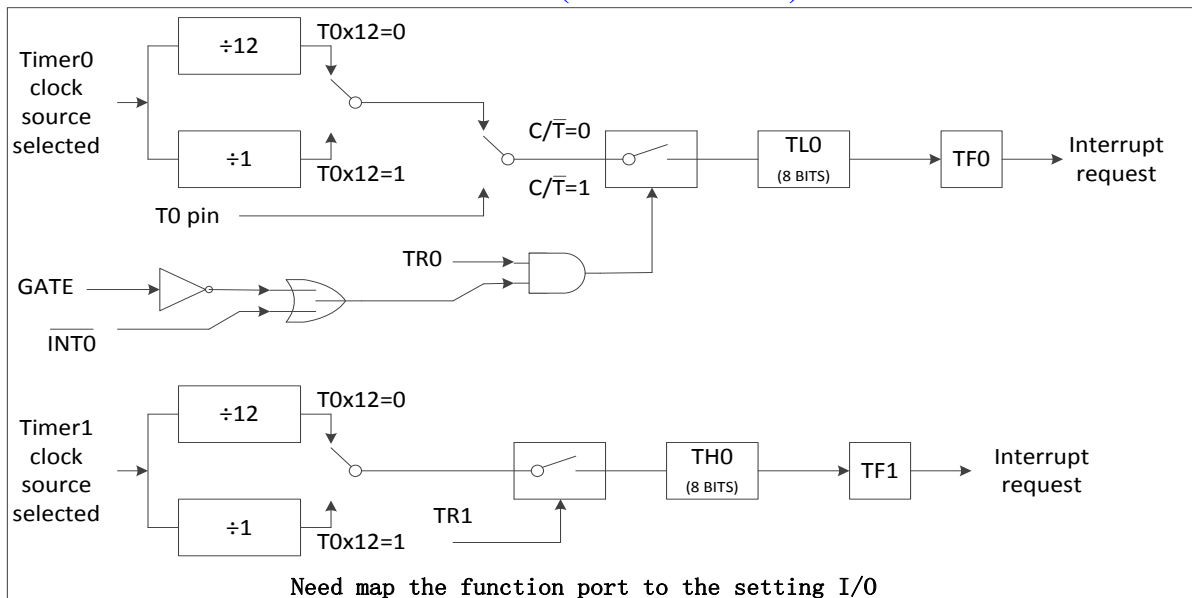 T0x12=0
÷12
Timer0
clock
source
selected
÷1
T0x12=1
C/T̅=0
C/T̅=1
TL0
(8 BITS)
TF0
Interrupt
request
T0 pin
TR0
GATE
I̅N̅T̅0̅
T0x12=0
÷12
Timer1
clock
source
selected
÷1
T0x12=1
TR1
TH0
(8 BITS)
TF1
Interrupt
request
Need map the function port to the setting I/O